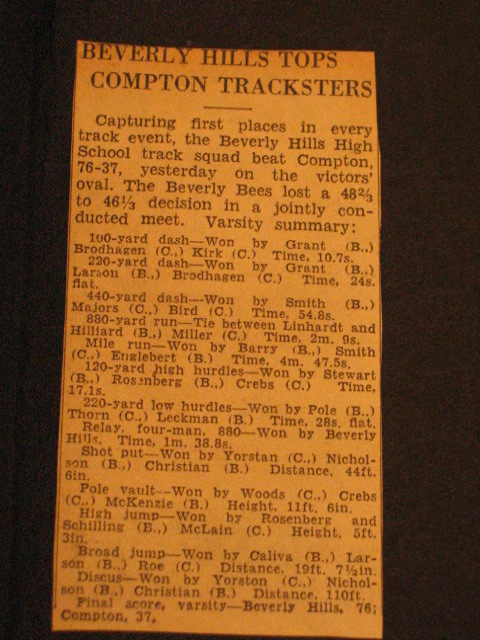 BEVERLY HILLS TOPS
COMPTON TRACKSTERS
Capturing first places in every
track event, the Beverly Hills High
School track squad beat Compton,
76-37, yesterday on the victors'
oval. The Beverly Bees lost a 48⅔
to 46⅓ decision in a jointly con-
ducted meet. Varsity summary:
100-yard dash—Won by Grant (B.,)
Brodhagen (C.,) Kirk (C.) Time, 10.7s.
220-yard dash—Won by Grant (B.,)
Larson (B.,) Brodhagen (C.) Time, 24s.
flat.
440-yard dash—Won by Smith (B.,)
Majors (C.,) Bird (C.) Time, 54.8s.
880-yard run—Tie between Linhardt and
Hilliard (B.,) Miller (C.) Time, 2m. 9s.
Mile run—Won by Barry (B.,) Smith
(C.,) Englebert (B.) Time, 4m. 47.5s.
120-yard high hurdles—Won by Stewart
(B.,) Rosenberg (B.,) Crebs (C.) Time,
17.1s.
220-yard low hurdles—Won by Pole (B.,)
Thorn (C.,) Leckman (B.) Time, 28s. flat.
Relay, four-man, 880—Won by Beverly
Hills. Time, 1m. 38.8s.
Shot put—Won by Yorstan (C.,) Nichol-
son (B.,) Christian (B.) Distance, 44ft.
6in.
Pole vault—Won by Woods (C.,) Crebs
(C.,) McKenzie (B.) Height, 11ft. 6in.
High jump—Won by Rosenberg and
Schilling (B.,) McLain (C.) Height, 5ft.
3in.
Broad jump—Won by Caliva (B.,) Lar-
son (B.,) Roe (C.) Distance, 19ft. 7½in.
Discus—Won by Yorston (C.,) Nichol-
son (B.,) Christian (B.) Distance, 110ft.
Final score, varsity—Beverly Hills, 76;
Compton, 37.